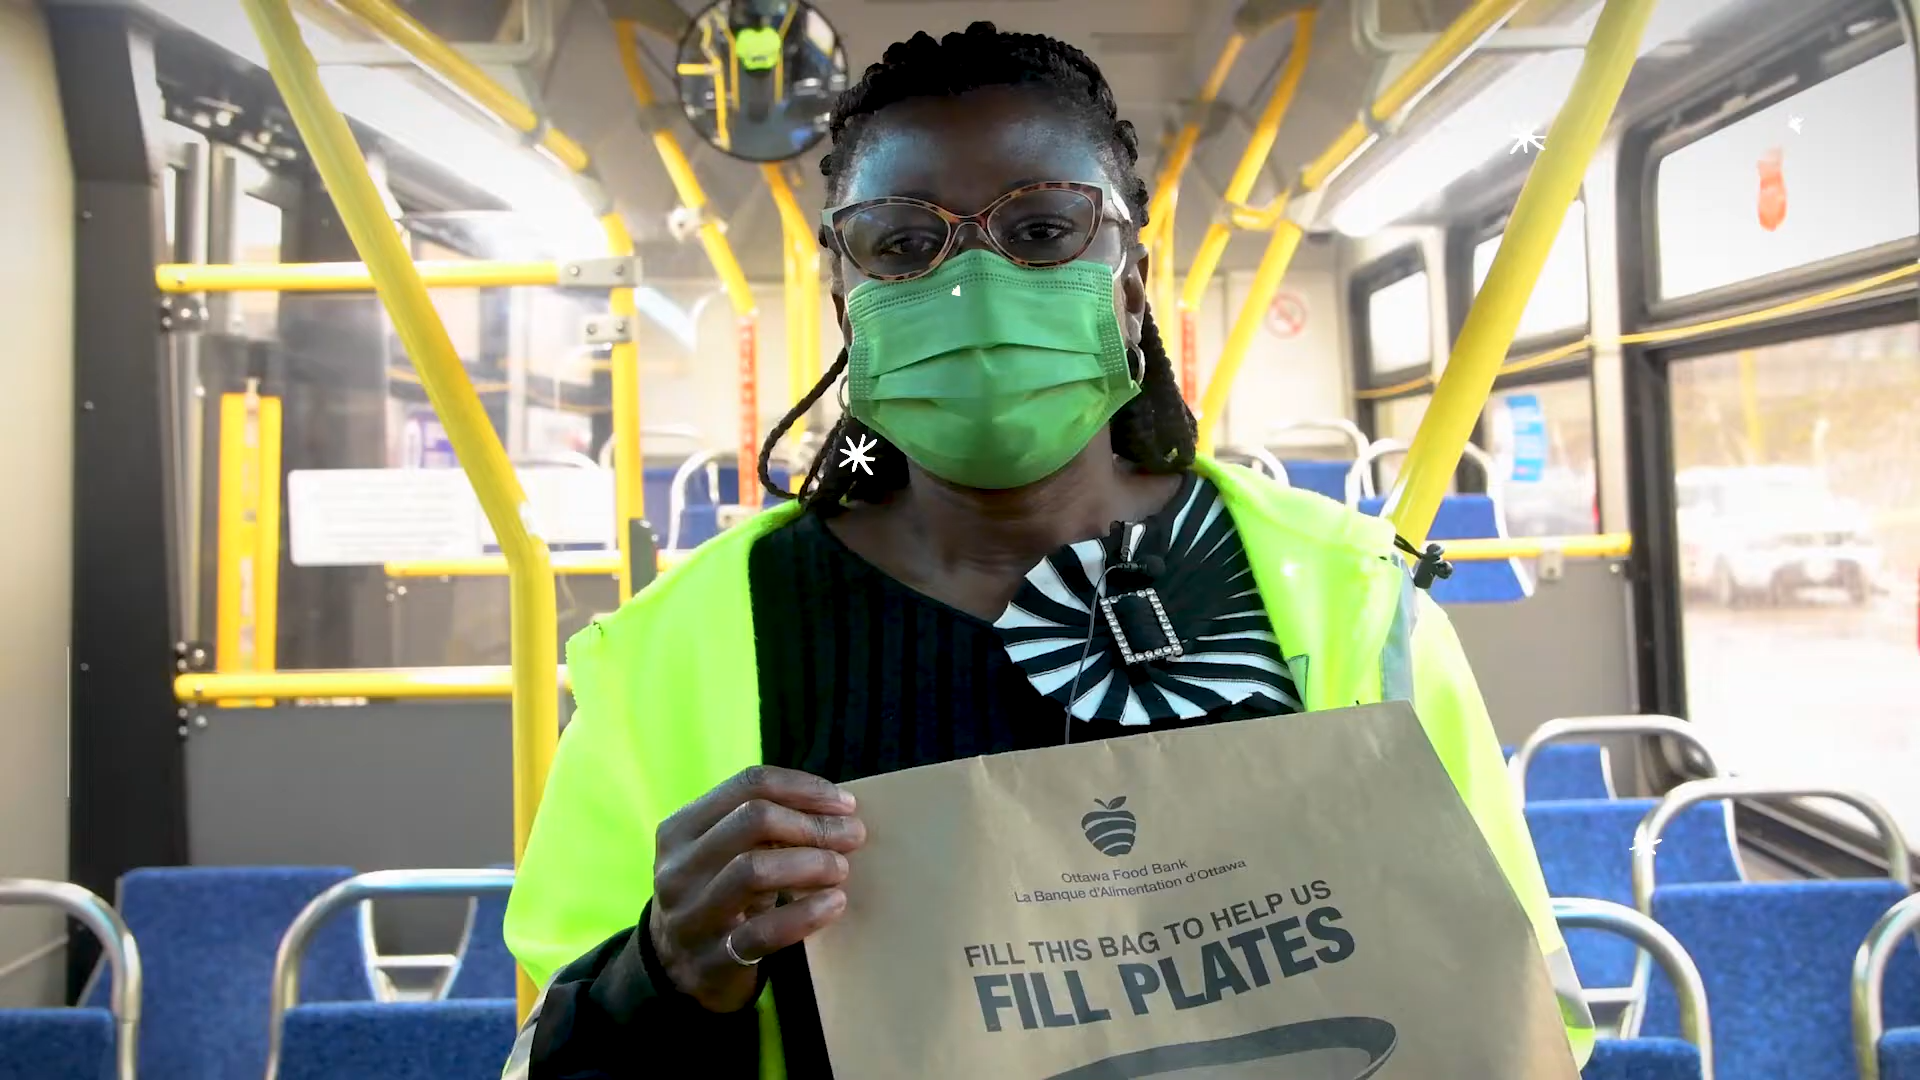 Ottawa Food Bank
La Banque d'Alimentation d'Ottawa
FILL THIS BAG TO HELP US
FILL PLATES